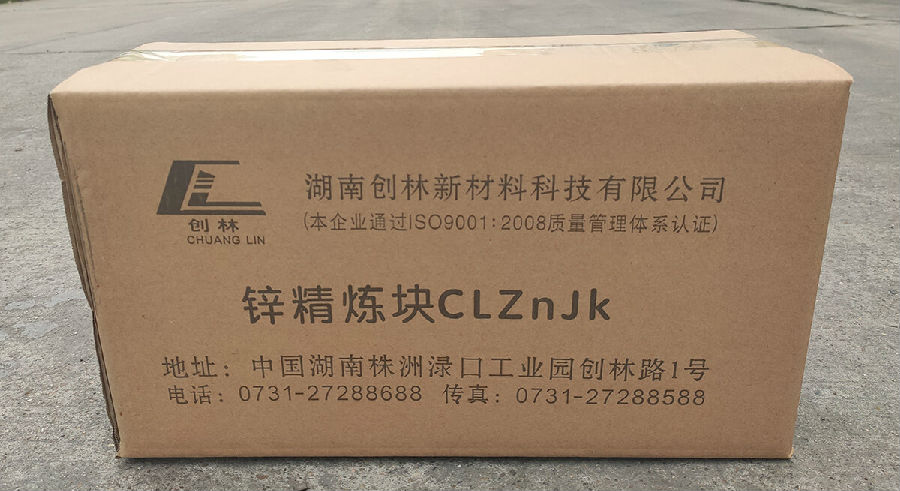 创林
CHUANG LIN
湖南创林新材料科技有限公司
(本企业通过ISO9001:2008质量管理体系认证)
锌精炼块CLZnJk
地址：中国湖南株洲渌口工业园创林路1号
电话：0731-27288688 传真：0731-27288588